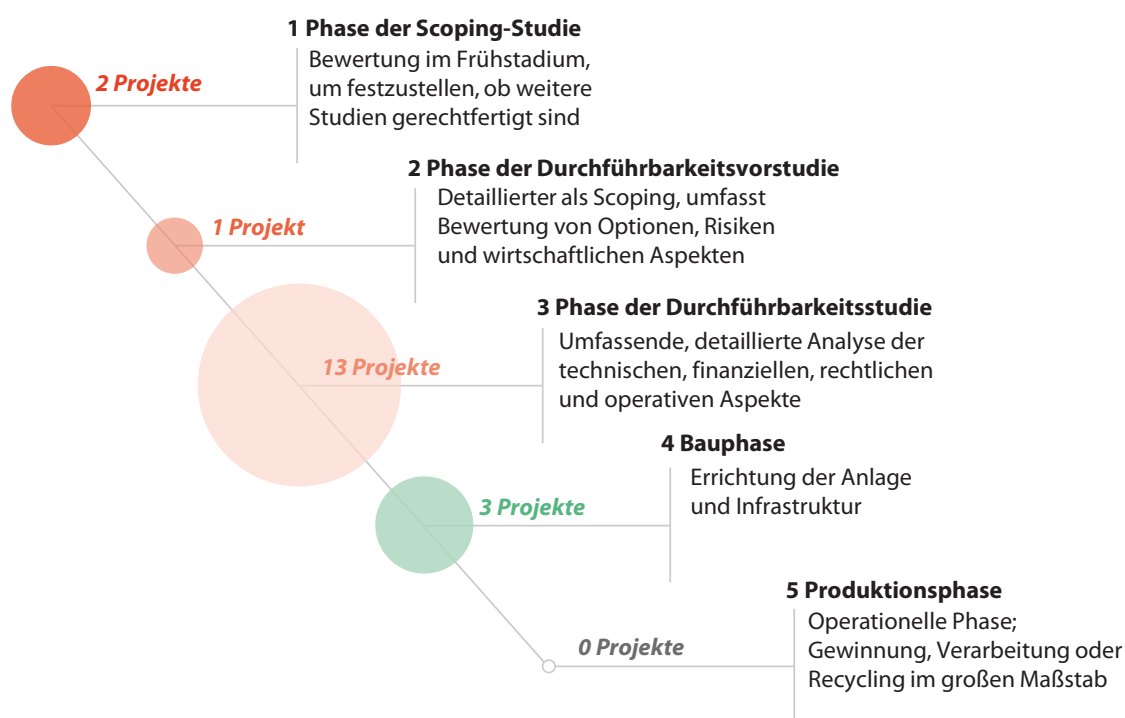 1 Phase der Scoping-Studie
Bewertung im Frühstadium,
um festzustellen, ob weitere
Studien gerechtfertigt sind
2 Projekte
2 Phase der Durchführbarkeitsvorstudie
Detaillierter als Scoping, umfasst
Bewertung von Optionen, Risiken
und wirtschaftlichen Aspekten
1 Projekt
3 Phase der Durchführbarkeitsstudie
Umfassende, detaillierte Analyse der
technischen, finanziellen, rechtlichen
und operativen Aspekte
13 Projekte
4 Bauphase
Errichtung der Anlage
und Infrastruktur
3 Projekte
5 Produktionsphase
Operationelle Phase;
Gewinnung, Verarbeitung oder
Recycling im großen Maßstab
0 Projekte